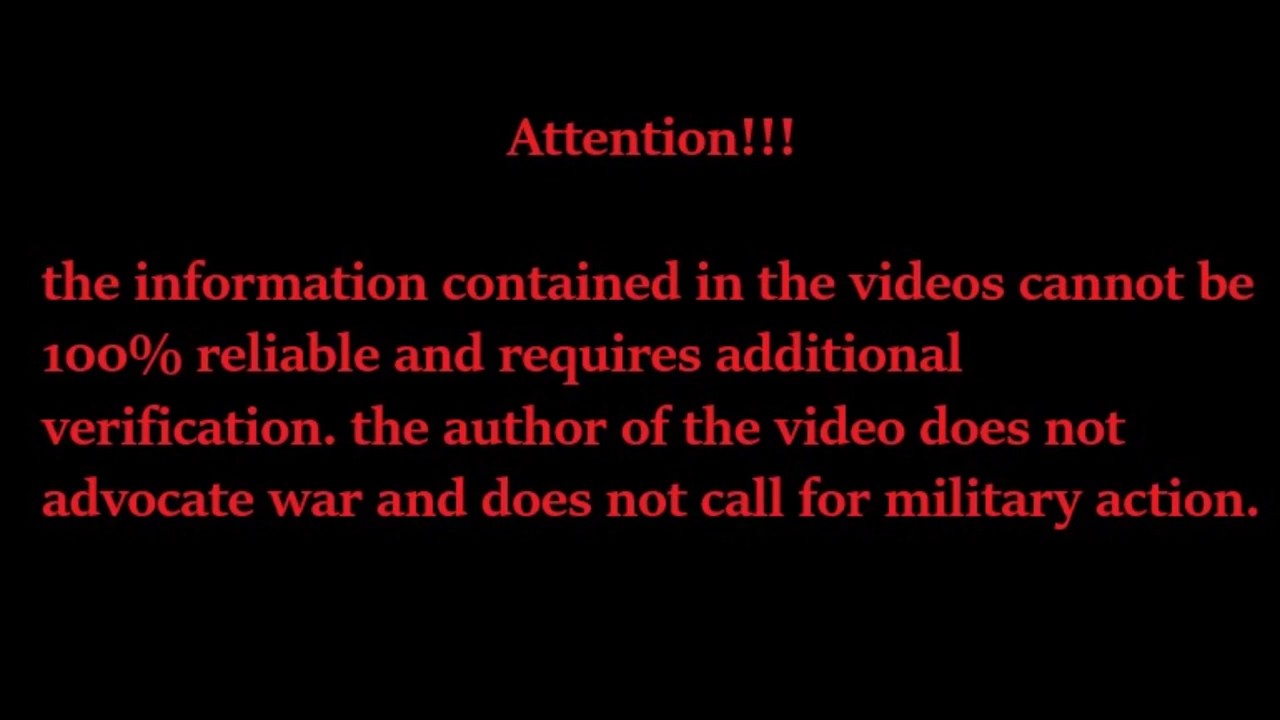 Attention!!!
the information contained in the videos cannot be
100% reliable and requires additional
verification. the author of the video does not
advocate war and does not call for military action.